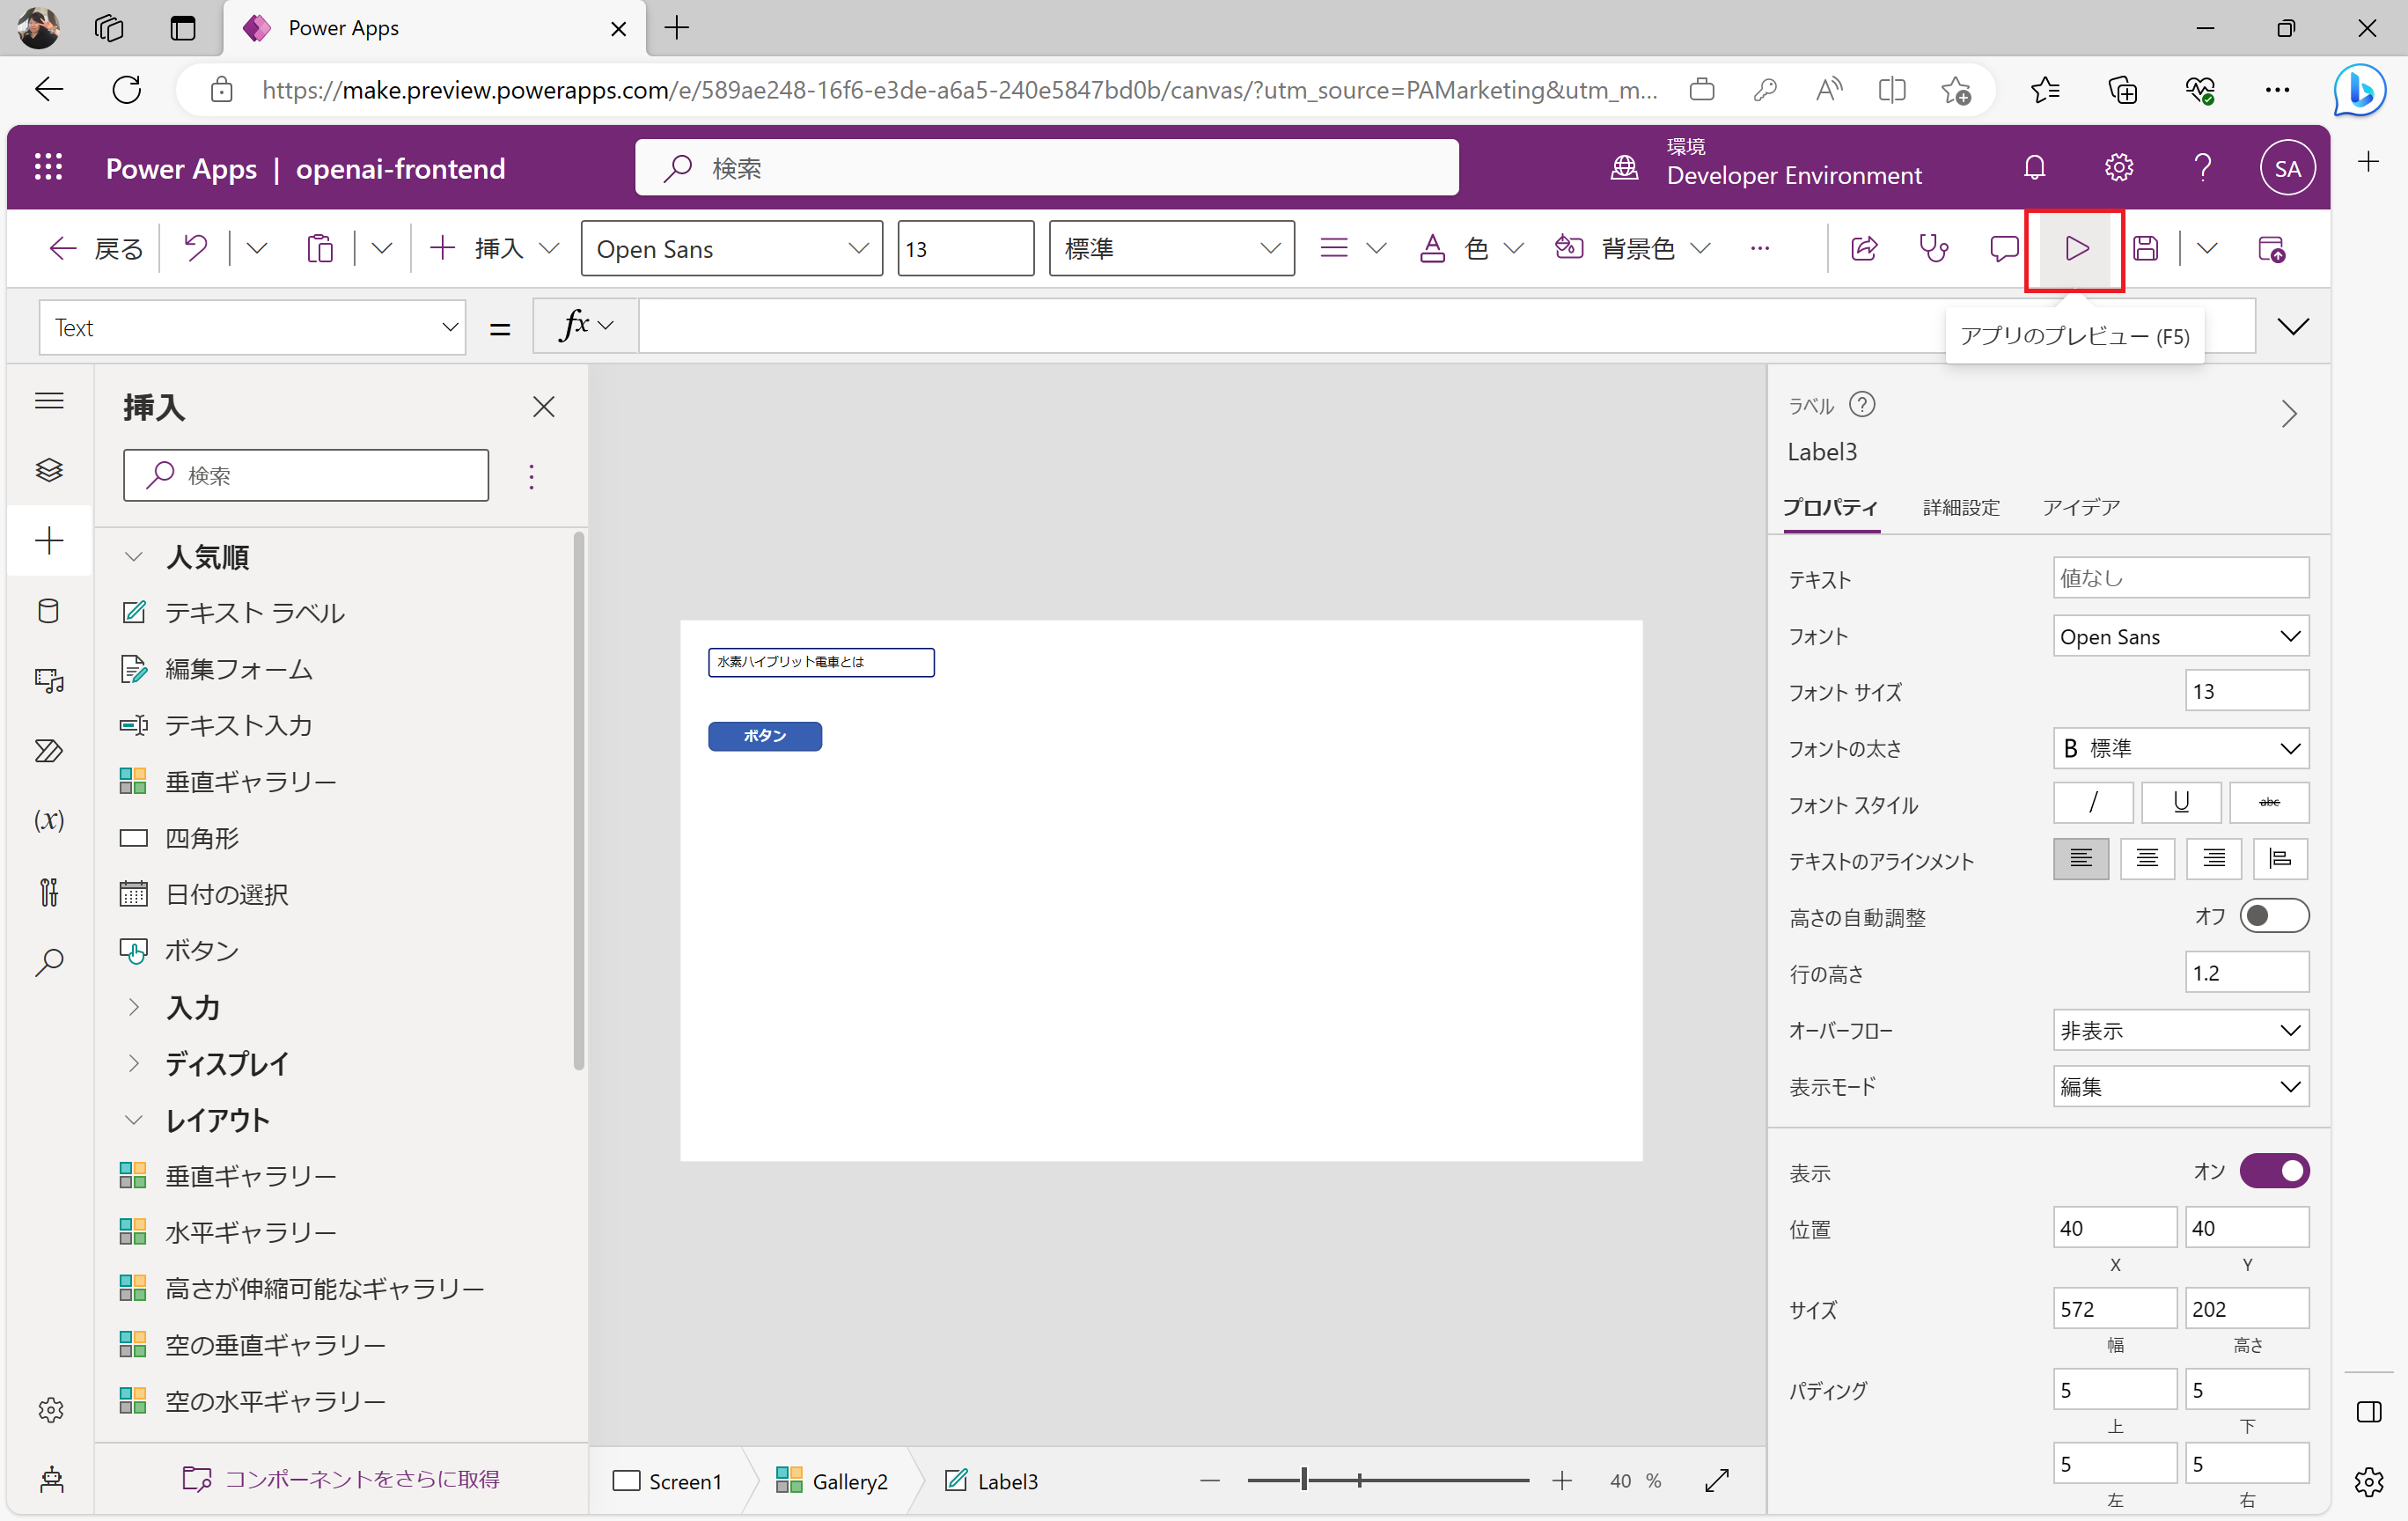 Power Apps
https://make.preview.powerapps.com/e/589ae248-16f6-e3de-a6a5-240e5847bd0b/canvas/?utm_source=PAMarketing&utm_m...
Power Apps | openai-frontend
検索
環境
Developer Environment
SA
戻る
挿入
Open Sans
13
標準
色
背景色
Text
=
fx
アプリのプレビュー (F5)
挿入
検索
人気順
テキスト ラベル
編集フォーム
テキスト入力
垂直ギャラリー
四角形
日付の選択
ボタン
入力
ディスプレイ
レイアウト
垂直ギャラリー
水平ギャラリー
高さが伸縮可能なギャラリー
空の垂直ギャラリー
空の水平ギャラリー
コンポーネントをさらに取得
水素ハイブリット電車とは
ボタン
Screen1
Gallery2
Label3
40 %
ラベル
Label3
プロパティ 詳細設定 アイデア
テキスト 値なし
フォント Open Sans
フォント サイズ 13
フォントの太さ B 標準
フォント スタイル / U abc
テキストのアラインメント
高さの自動調整 オフ
行の高さ 1.2
オーバーフロー 非表示
表示モード 編集
表示 オン
位置 40 40
X Y
サイズ 572 202
幅 高さ
パディング 5 5
上 下
5 5
左 右